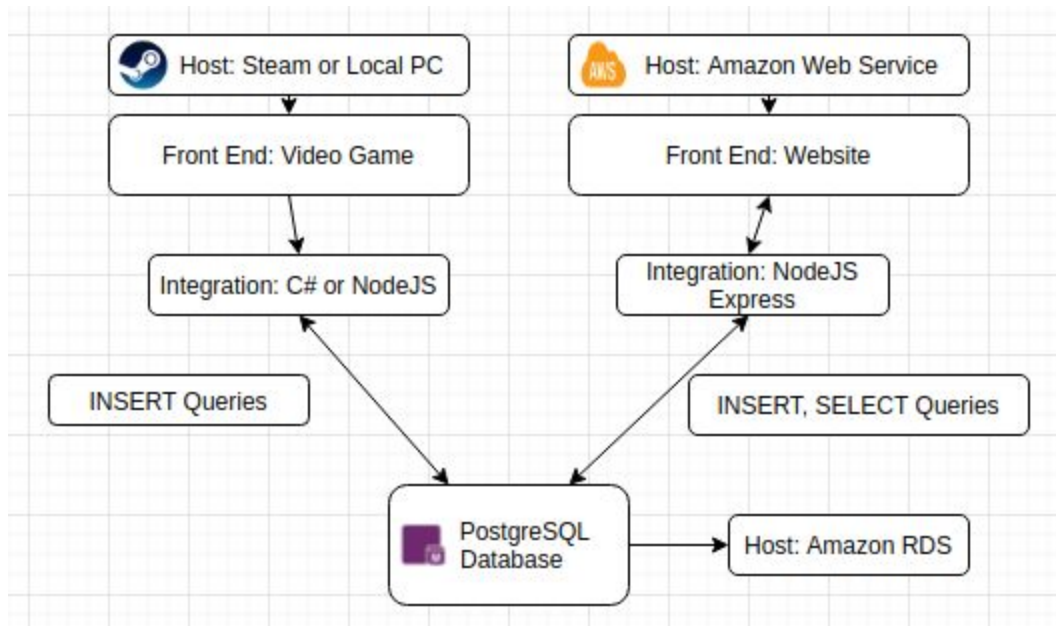 Host: Steam or Local PC
AWS
Host: Amazon Web Service
Front End: Video Game
Front End: Website
Integration: C# or NodeJS
Integration: NodeJS
Express
INSERT Queries
INSERT, SELECT Queries
PostgreSQL
Database
Host: Amazon RDS